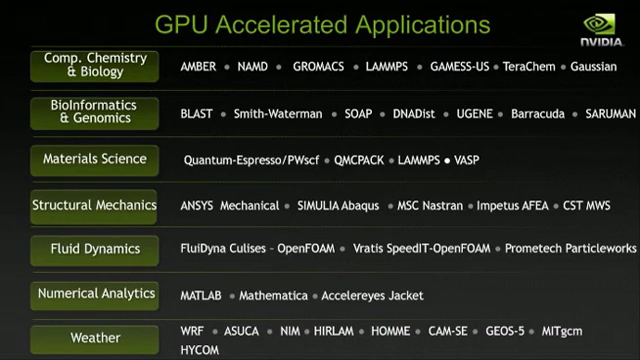 GPU Accelerated Applications
NVIDIA
Comp. Chemistry
& Biology
AMBER • NAMD • GROMACS • LAMMPS • GAMESS-US • TeraChem • Gaussian
BioInformatics
& Genomics
BLAST • Smith-Waterman • SOAP • DNADist • UGENE • Barracuda • SARUMAN
Materials Science
Quantum-Espresso/PWscf • QMCPACK • LAMMPS • VASP
Structural Mechanics
ANSYS Mechanical • SIMULIA Abaqus • MSC Nastran • Impetus AFEA • CST MWS
Fluid Dynamics
FluiDyna Culises - OpenFOAM • Vratis SpeedIT-OpenFOAM • Prometech Particleworks
Numerical Analytics
MATLAB • Mathematica • Accelereyes Jacket
Weather
WRF • ASUCA • NIM • HIRLAM • HOMME • CAM-SE • GEOS-5 • MITgcm
HYCOM